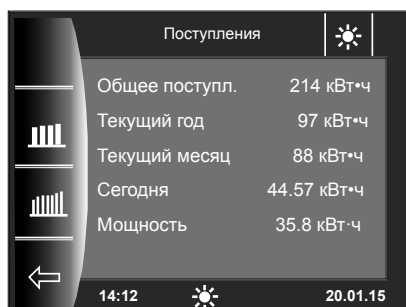 Поступления
Общее поступл. 214 кВт•ч
Текущий год 97 кВт•ч
Текущий месяц 88 кВт•ч
Сегодня 44.57 кВт•ч
Мощность 35.8 кВт·ч
14:12 20.01.15